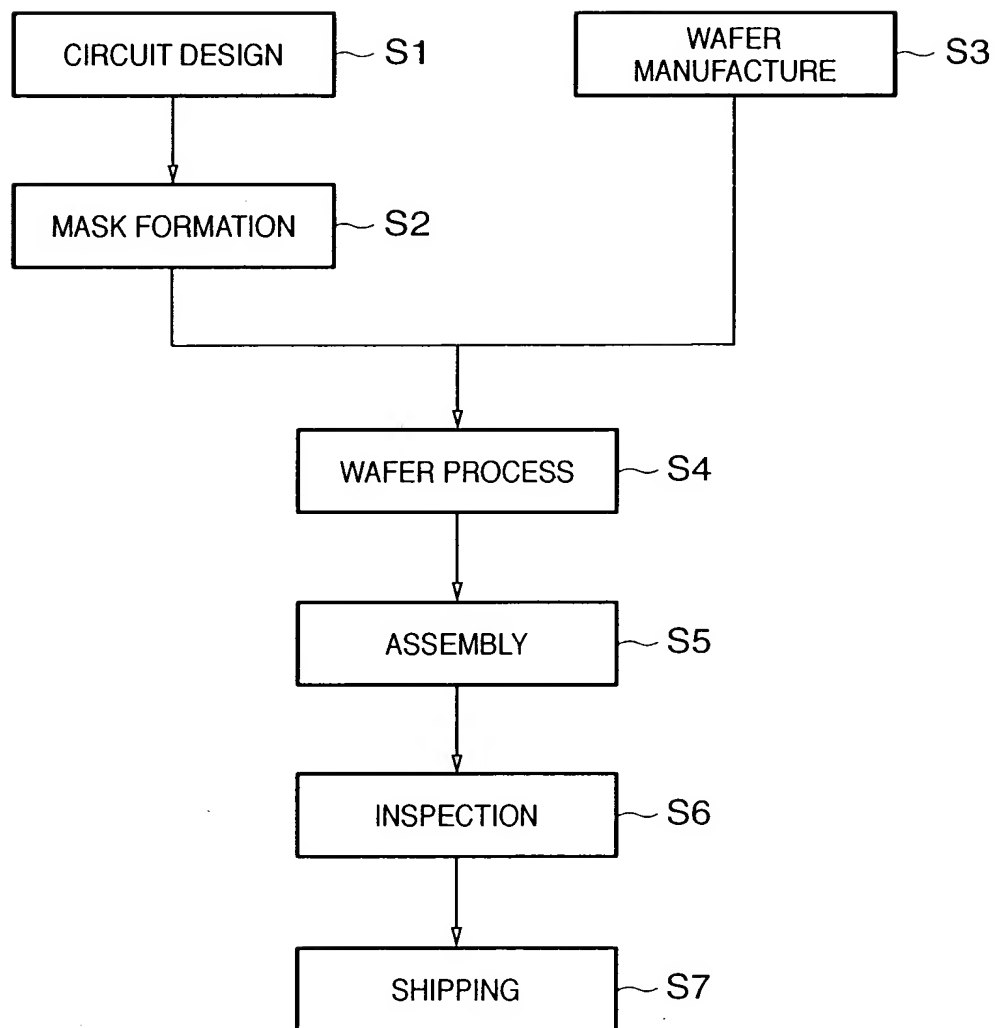 CIRCUIT DESIGN
S1
WAFER
MANUFACTURE
S3
MASK FORMATION
S2
WAFER PROCESS
S4
ASSEMBLY
S5
INSPECTION
S6
SHIPPING
S7